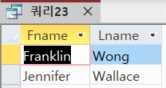 쿼리23
Fname Lname
Franklin Wong
Jennifer Wallace